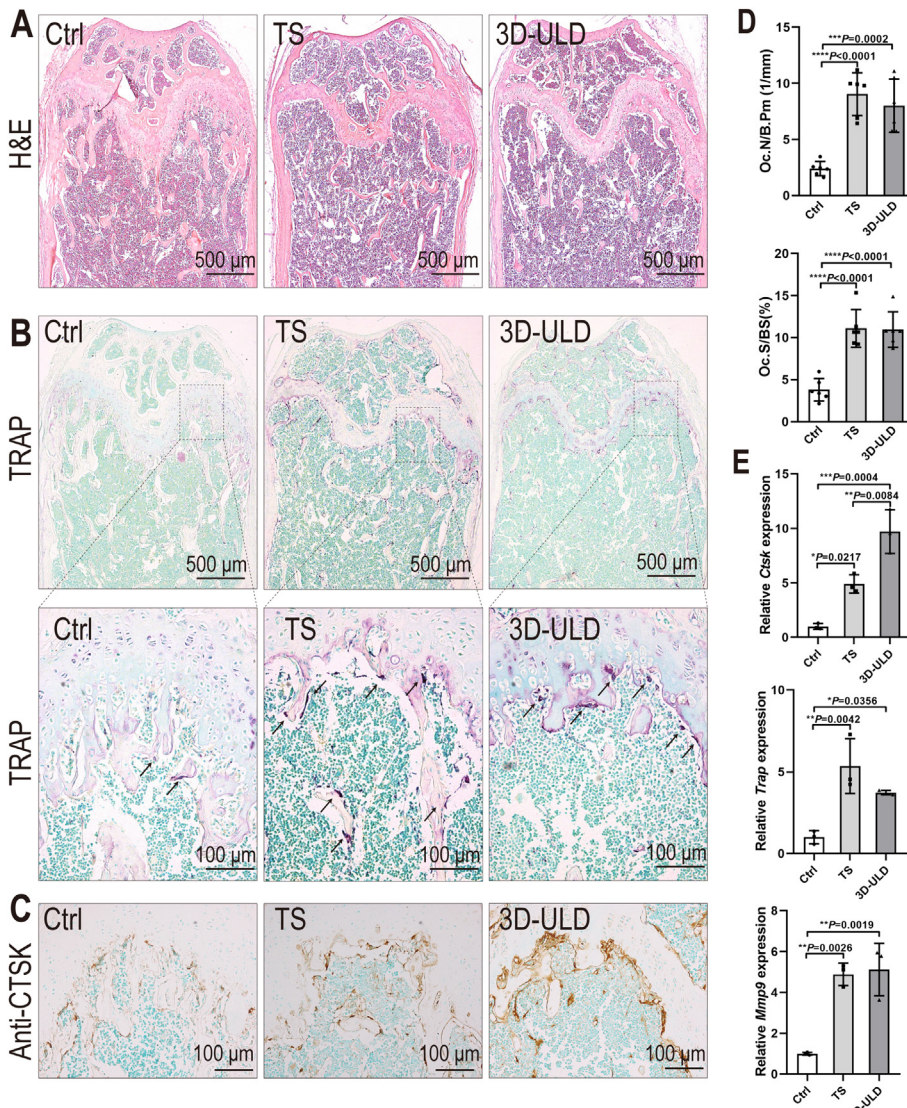 A
H&E
Ctrl
TS
3D-ULD
500 μm
500 μm
500 μm
B
TRAP
Ctrl
TS
3D-ULD
500 μm
500 μm
500 μm
TRAP
Ctrl
TS
3D-ULD
100 μm
100 μm
100 μm
C
Anti-CTSK
Ctrl
TS
3D-ULD
100 μm
100 μm
100 μm
D
Oc.N/B.Pm (1/mm)
***P=0.0002
****P<0.0001
15
10
5
0
Ctrl
TS
3D-ULD
Oc.S/BS(%)
****P<0.0001
****P<0.0001
20
15
10
5
0
Ctrl
TS
3D-ULD
E
Relative Ctsk expression
***P=0.0004
**P=0.0084
*P=0.0217
15
10
5
0
Ctrl
TS
3D-ULD
Relative Trap expression
*P=0.0356
**P=0.0042
10
5
0
Ctrl
TS
3D-ULD
Relative Mmp9 expression
**P=0.0019
**P=0.0026
10
8
6
4
2
0
Ctrl
TS